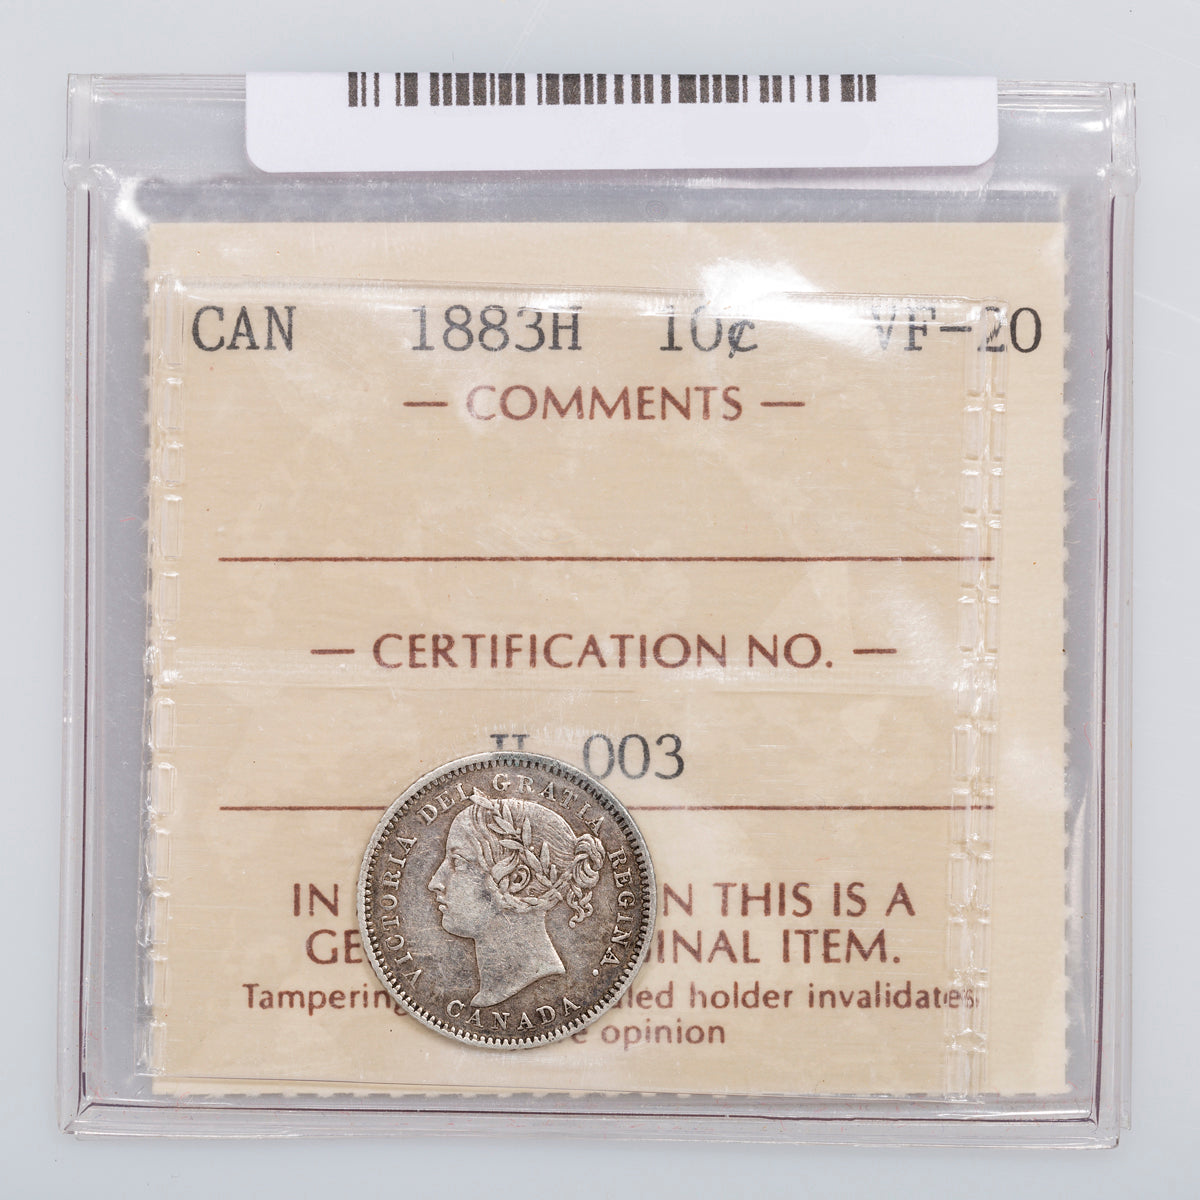 CAN 1883H 10¢ VF-20
— COMMENTS —
— CERTIFICATION NO. —
003
IN N THIS IS A
GE INAL ITEM.
Tampering led holder invalidates
e opinion
VICTORIA DEI GRATIA REGINA.
CANADA